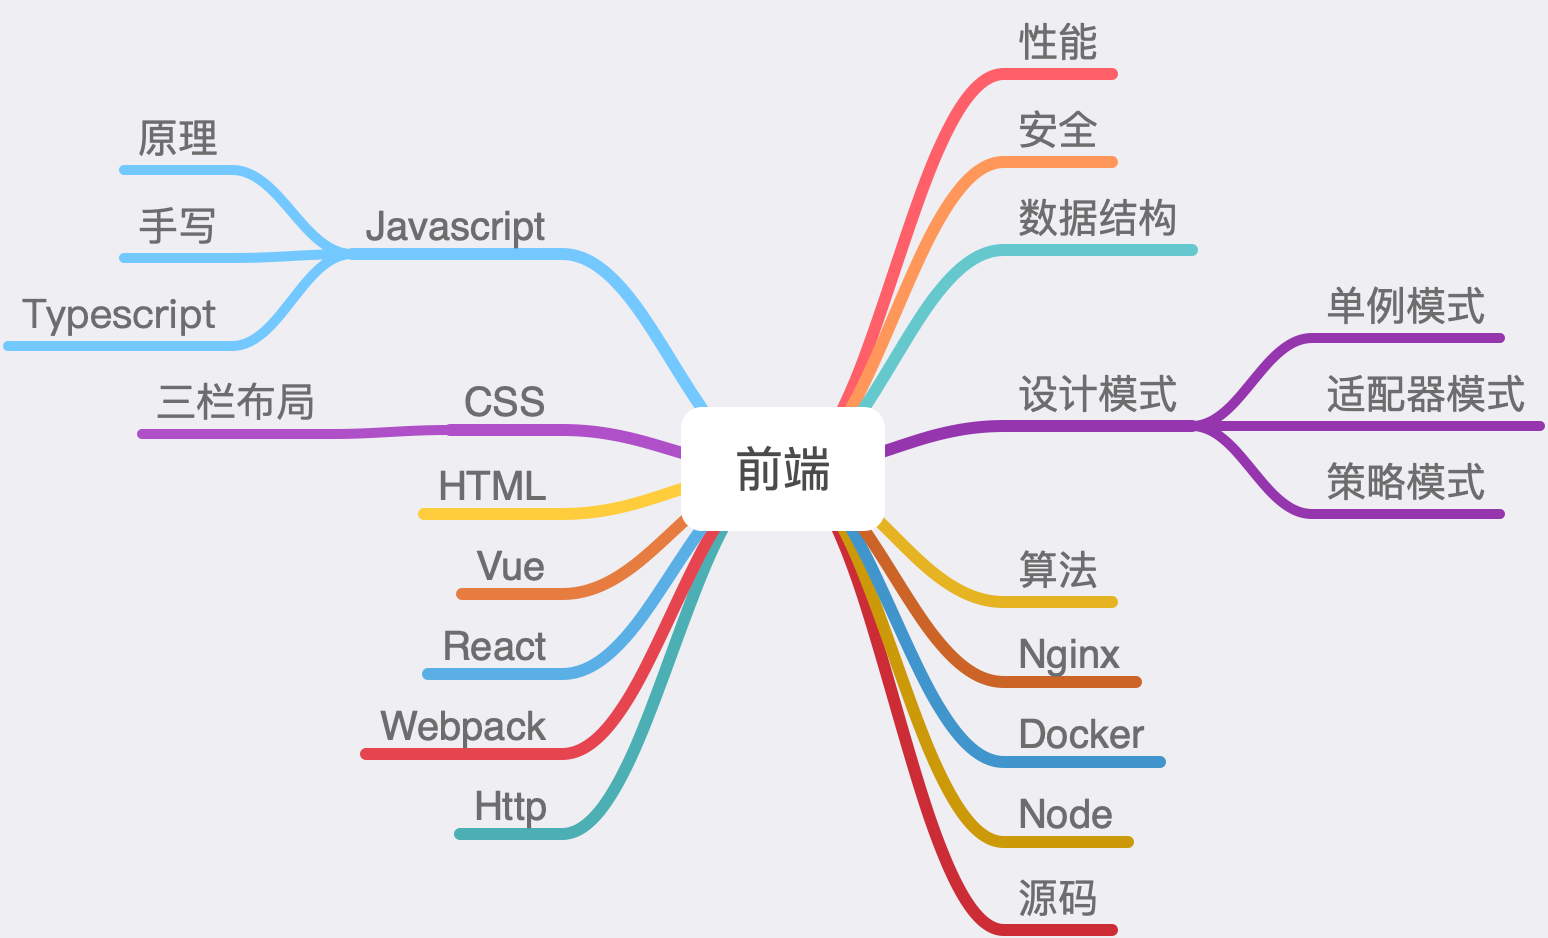 前端
Javascript
原理
手写
Typescript
CSS
三栏布局
HTML
Vue
React
Webpack
Http
性能
安全
数据结构
设计模式
单例模式
适配器模式
策略模式
算法
Nginx
Docker
Node
源码